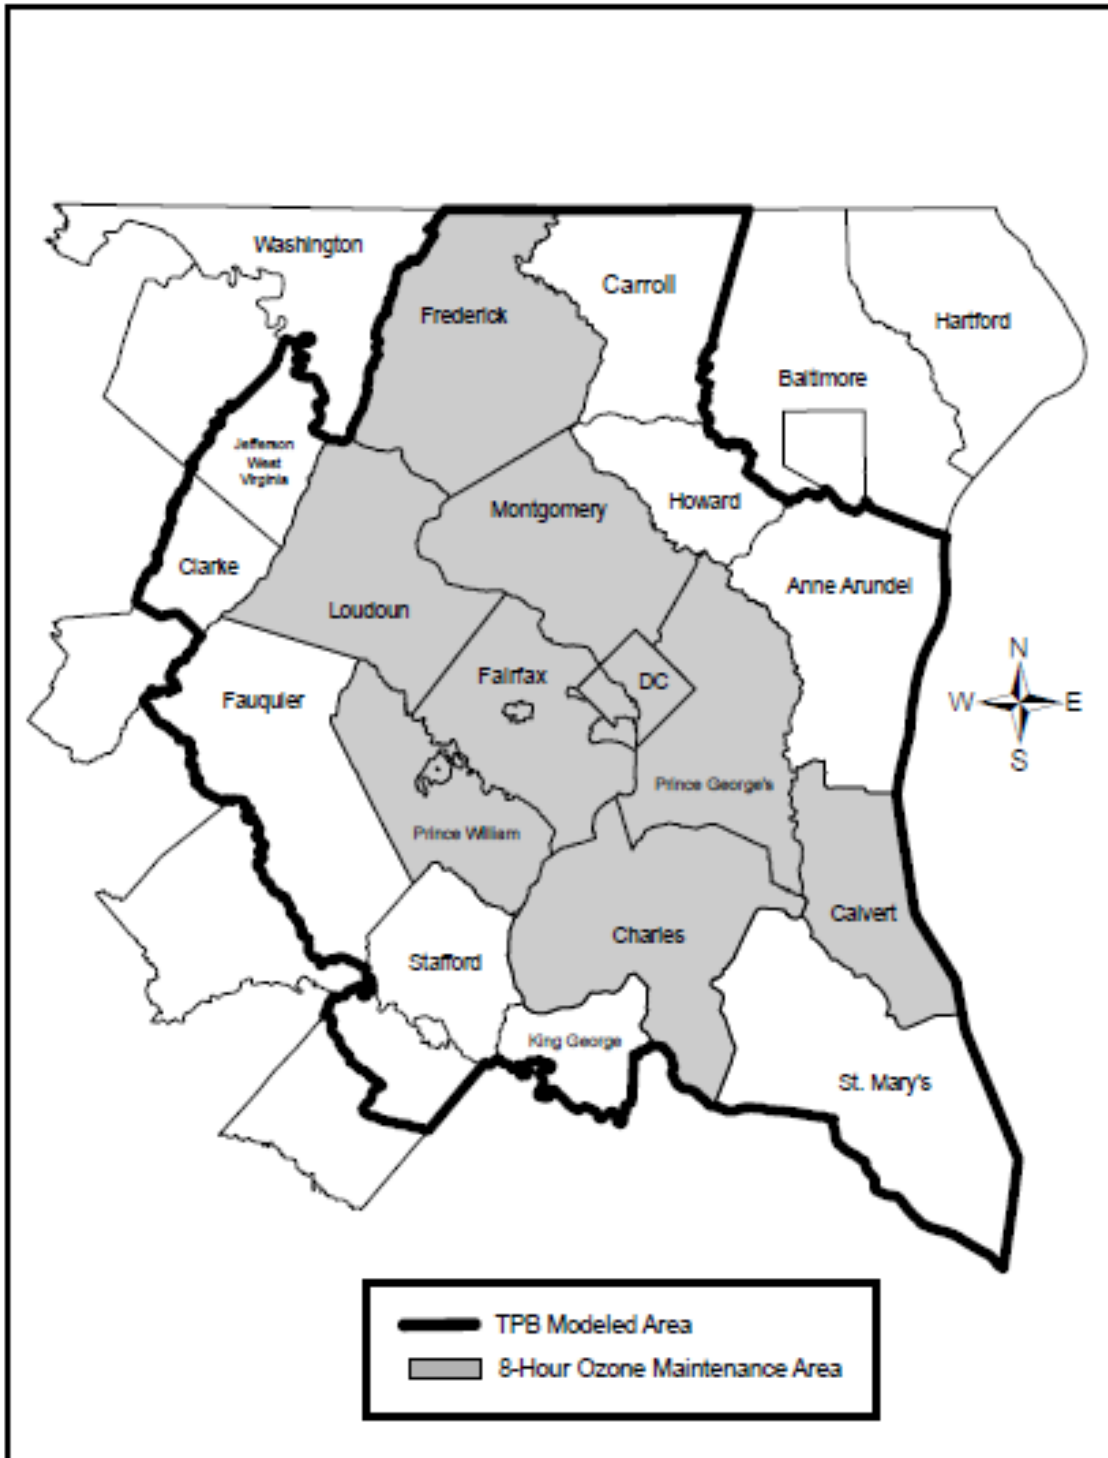 Washington
Carroll
Frederick
Hartford
Baltimore
Jefferson
West
Virginia
Montgomery
Howard
Clarke
Anne Arundel
Loudoun
N
Fairfax
DC
Fauquier
W
E
S
Prince George's
Prince William
Calvert
Charles
Stafford
King George
St. Mary's
TPB Modeled Area
8-Hour Ozone Maintenance Area